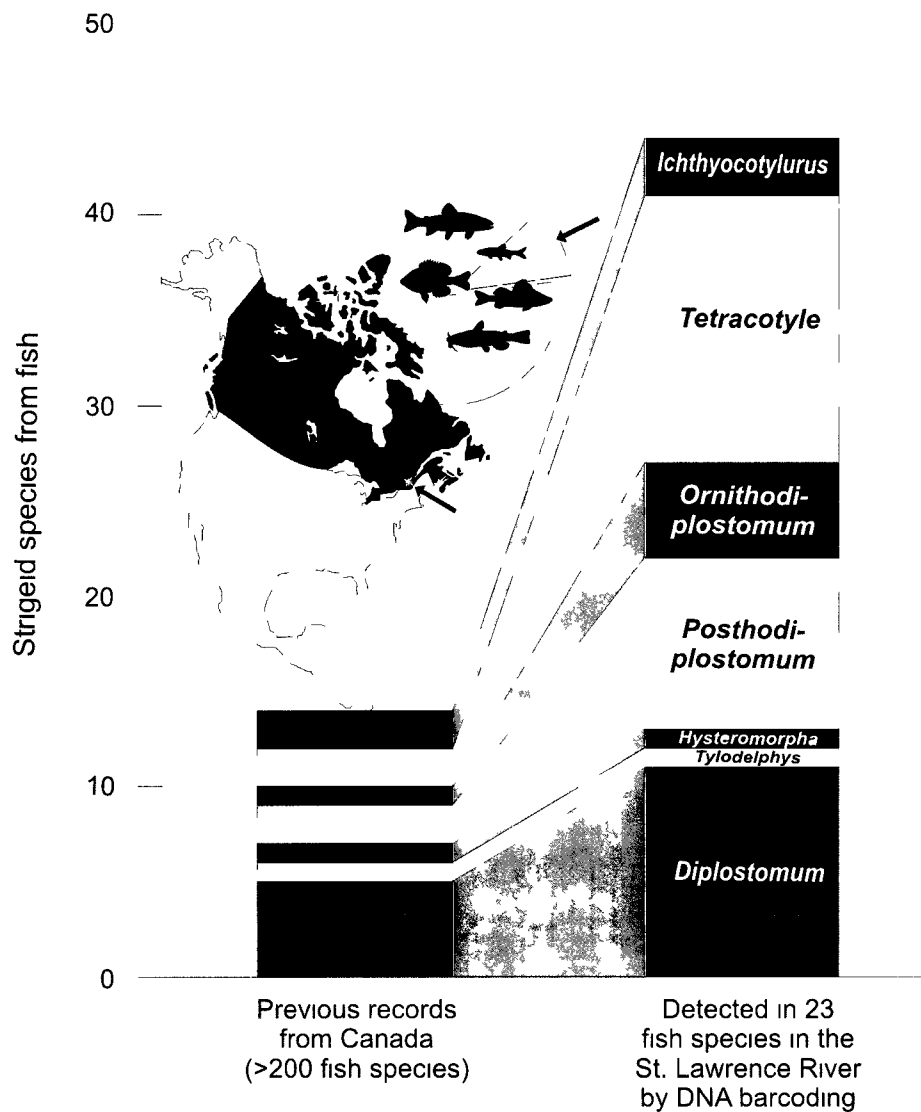 50
40
30
20
10
0
Strigeid species from fish
Ichthyocotylurus
Tetracotyle
Ornithodi-
plostomum
Posthodi-
plostomum
Hysteromorpha
Tylodelphys
Diplostomum
Previous records
from Canada
(>200 fish species)
Detected in 23
fish species in the
St. Lawrence River
by DNA barcoding